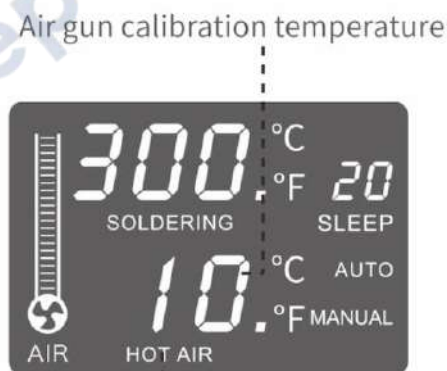 Air gun calibration temperature
300. °C
°F 20
SOLDERING SLEEP
10. °C AUTO
°F MANUAL
AIR HOT AIR